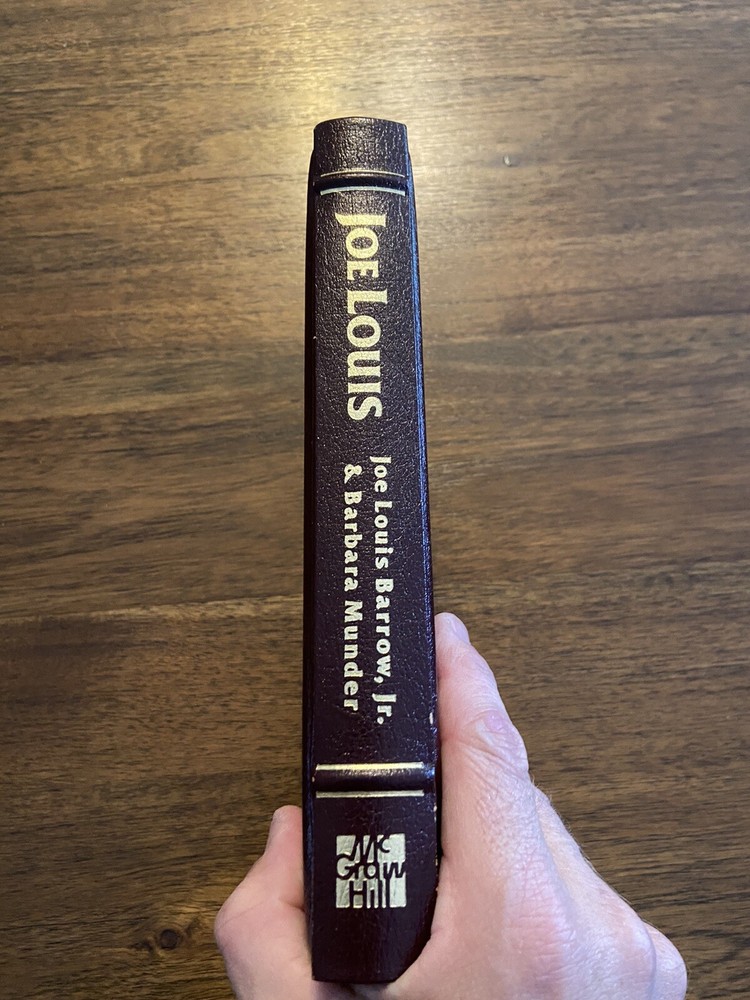 JOE LOUIS
Joe Louis Barrow, Jr.
& Barbara Munder
Mc
Graw
Hill